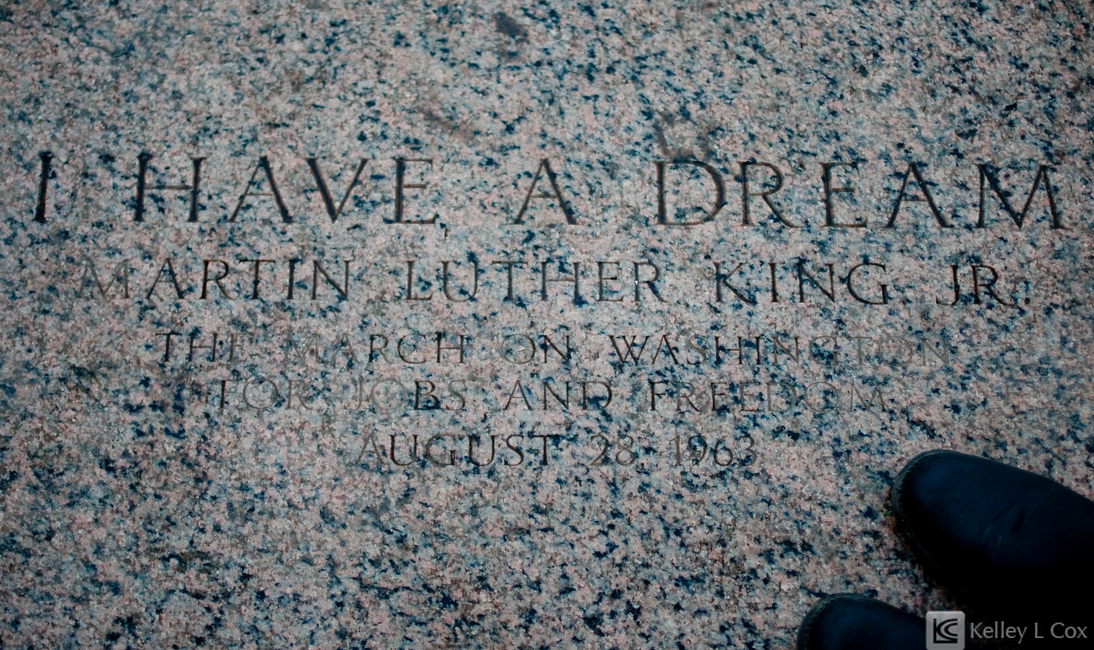 I HAVE A DREAM
MARTIN LUTHER KING JR.
THE MARCH ON WASHINGTON
FOR JOBS AND FREEDOM
AUGUST 28, 1963
LC Kelley L Cox